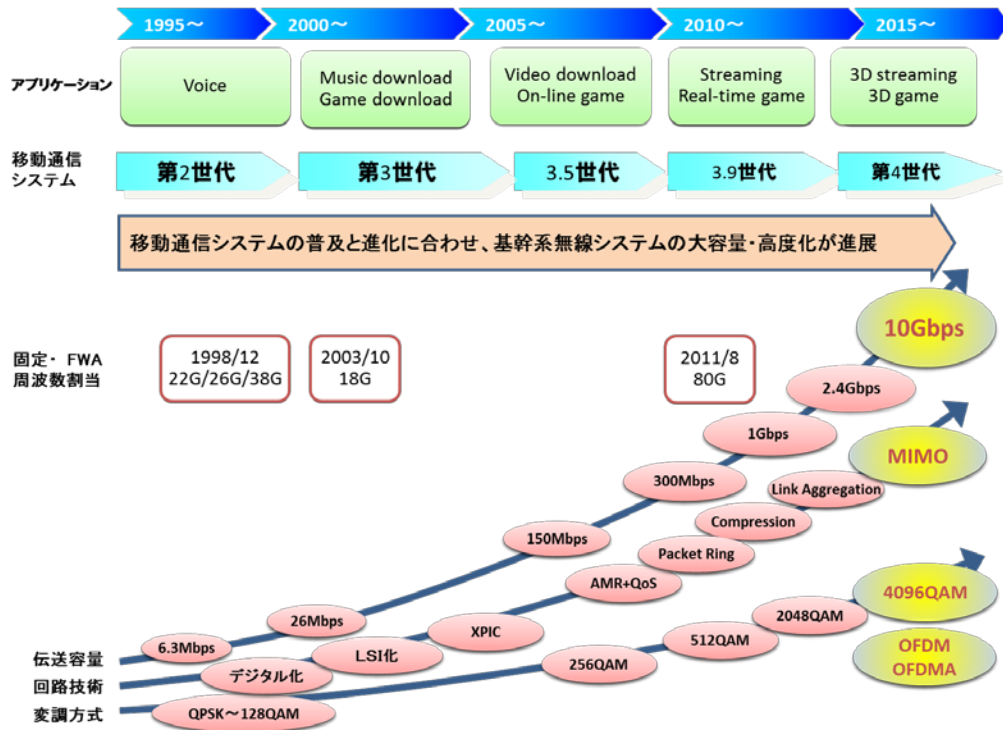 1995～ 2000～ 2005～ 2010～ 2015～
アプリケーション
Voice
Music download
Game download
Video download
On-line game
Streaming
Real-time game
3D streaming
3D game
移動通信
システム
第2世代 第3世代 3.5世代 3.9世代 第4世代
移動通信システムの普及と進化に合わせ、基幹系無線システムの大容量・高度化が進展
固定・ FWA
周波数割当
1998/12
22G/26G/38G
2003/10
18G
2011/8
80G
伝送容量
6.3Mbps
26Mbps
150Mbps
300Mbps
1Gbps
2.4Gbps
10Gbps
回路技術
デジタル化
LSI化
XPIC
AMR+QoS
Packet Ring
Compression
Link Aggregation
MIMO
変調方式
QPSK～128QAM
256QAM
512QAM
2048QAM
4096QAM
OFDM
OFDMA